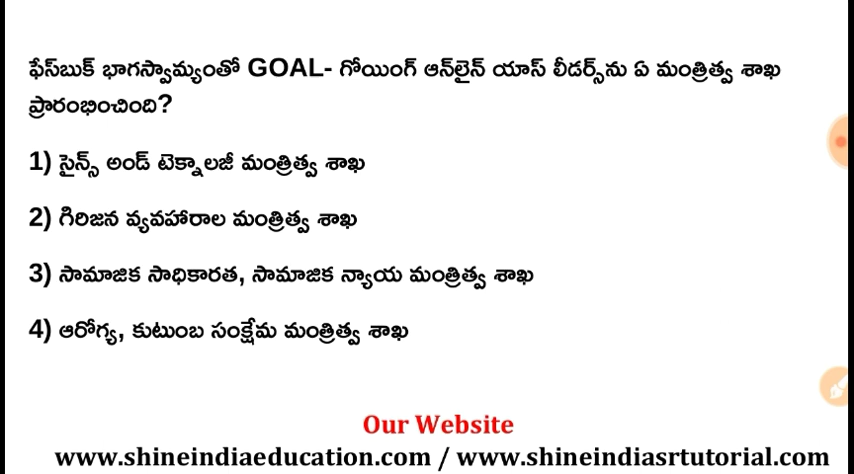 ఫేస్‌బుక్ భాగస్వామ్యంతో GOAL- గోయింగ్ ఆన్‌లైన్ యాస్ లీడర్స్‌ను ఏ మంత్రిత్వ శాఖ
ప్రారంభించింది?
1) సైన్స్ అండ్ టెక్నాలజీ మంత్రిత్వ శాఖ
2) గిరిజన వ్యవహారాల మంత్రిత్వ శాఖ
3) సామాజిక సాధికారత, సామాజిక న్యాయ మంత్రిత్వ శాఖ
4) ఆరోగ్య, కుటుంబ సంక్షేమ మంత్రిత్వ శాఖ
Our Website
www.shineindiaeducation.com / www.shineindiasrtutorial.com